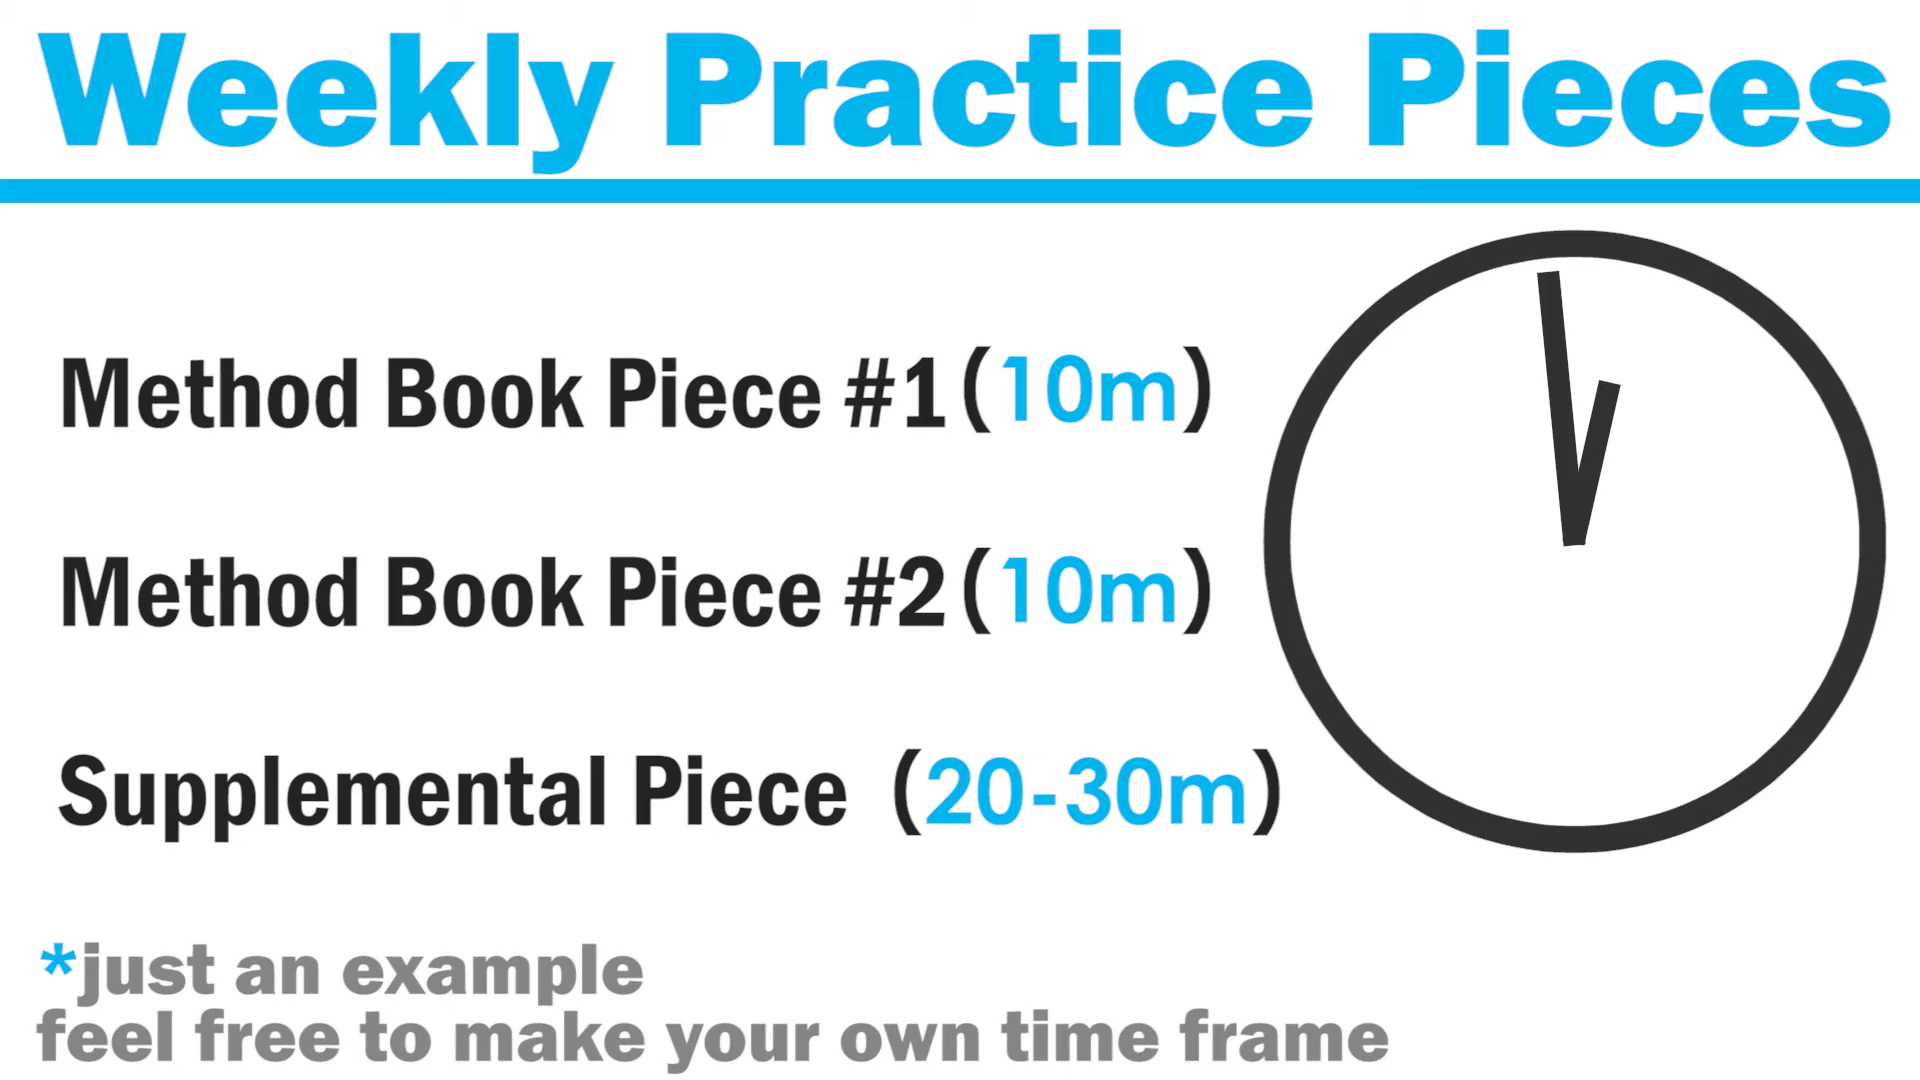 Weekly Practice Pieces
Method Book Piece #1 (10m)
Method Book Piece #2 (10m)
Supplemental Piece (20-30m)
*just an example
feel free to make your own time frame